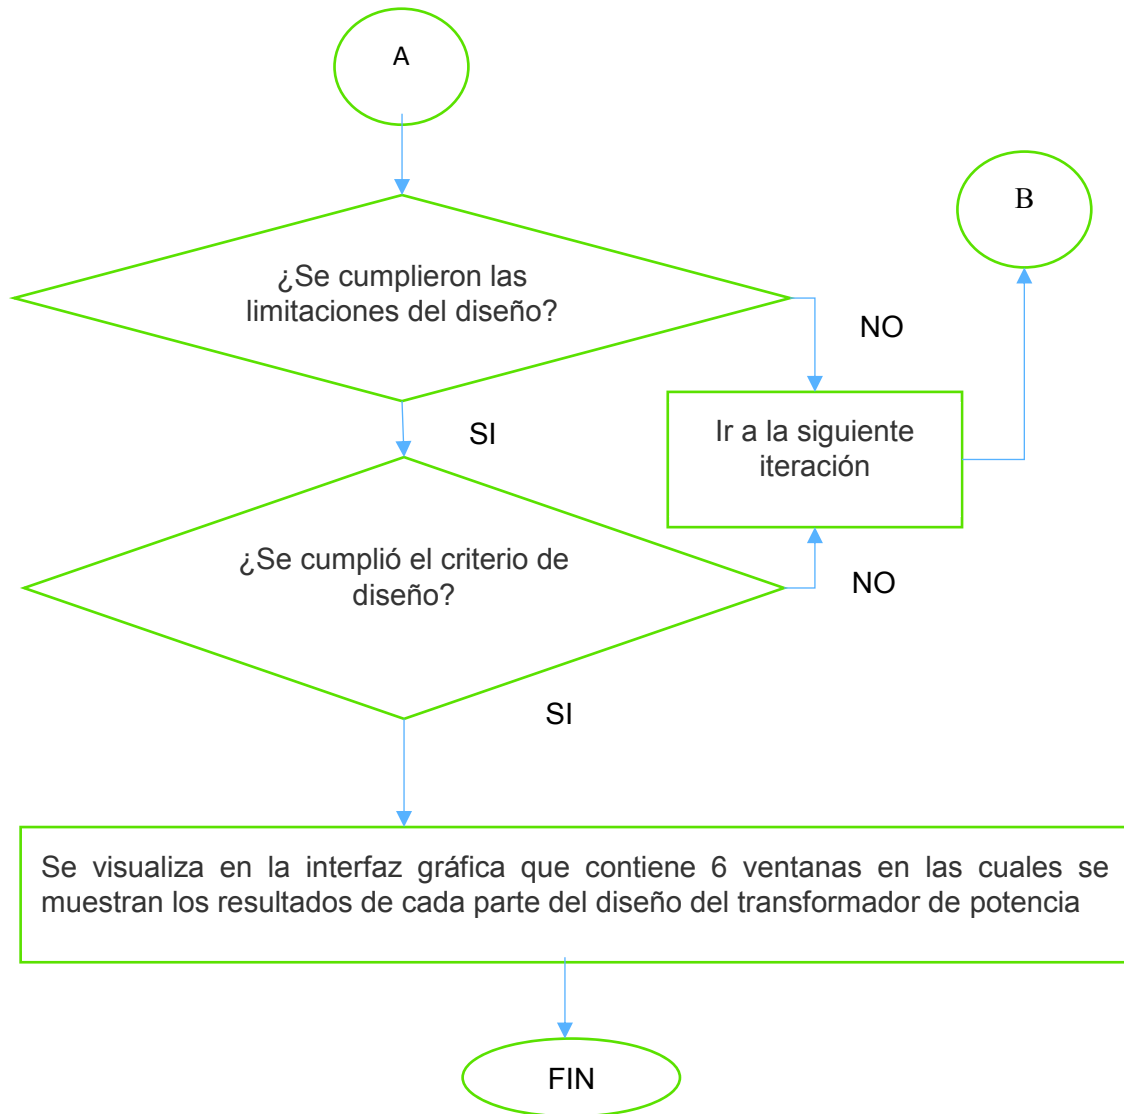 A
B
¿Se cumplieron las
limitaciones del diseño?
NO
SI
Ir a la siguiente
iteración
¿Se cumplió el criterio de
diseño?
NO
SI
Se visualiza en la interfaz gráfica que contiene 6 ventanas en las cuales se
muestran los resultados de cada parte del diseño del transformador de potencia
FIN